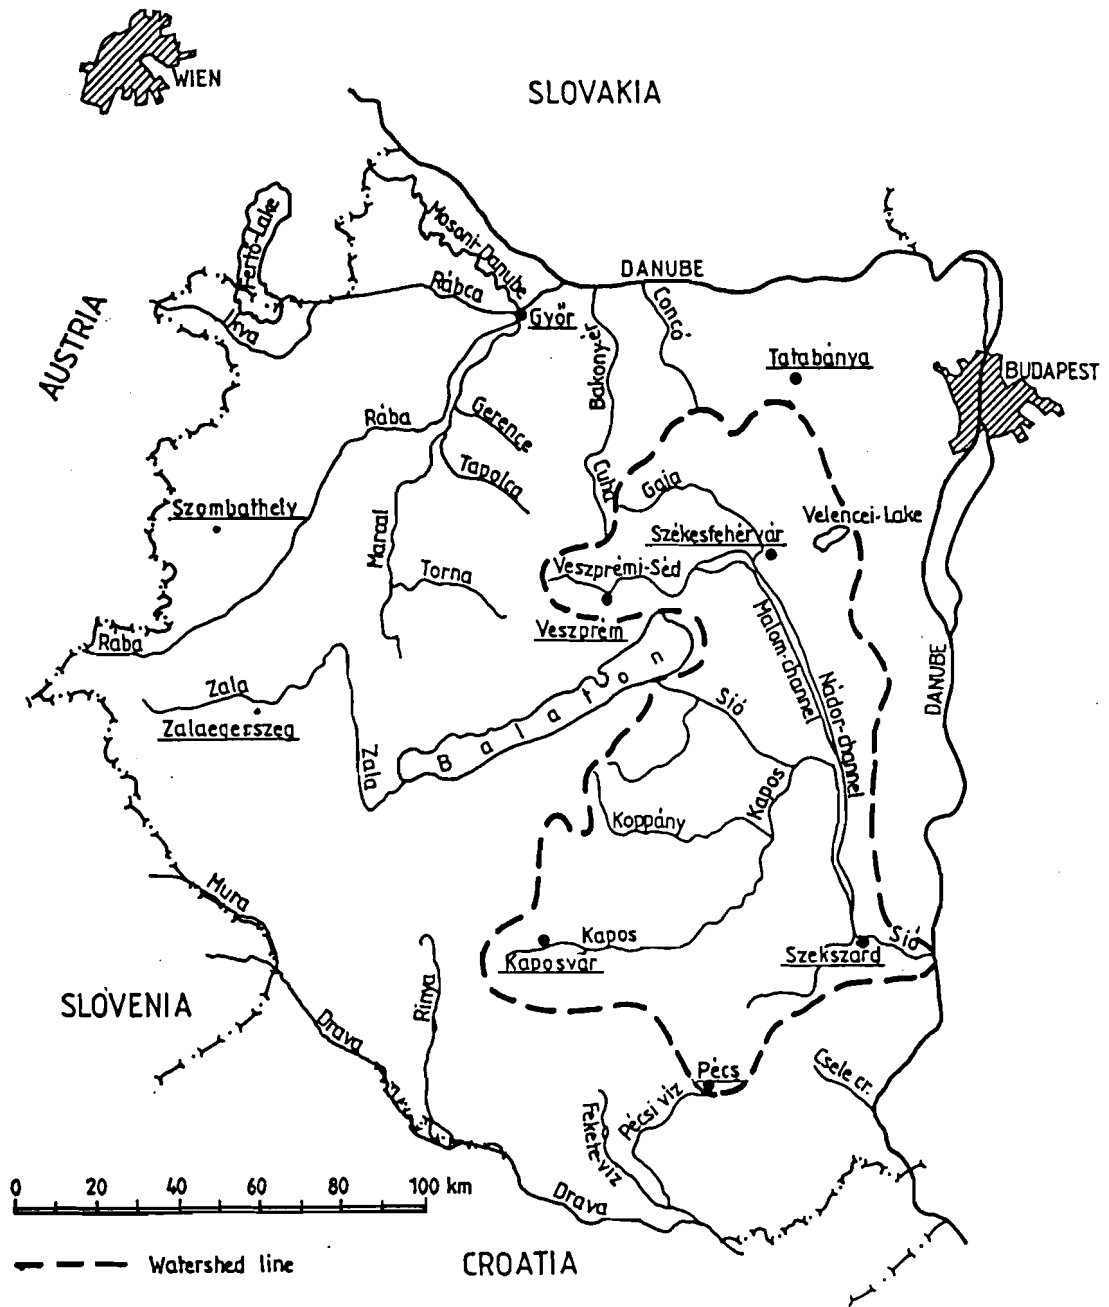 WIEN
SLOVAKIA
Fertő-Lake
Mosoni-Danube
DANUBE
Rábca
Ikva
Győr
AUSTRIA
Concó
Bakony-ér
Tatabánya
BUDAPEST
Rába
Gerence
Tapolca
Cuha
Gaja
Szombathely
Marcal
Velencei-Lake
Székesfehérvár
Torna
Veszprémi-Séd
Veszprém
Rába
Malom-channel
Nádor-channel
DANUBE
Zala
Zalaegerszeg
Balaton
Sió
Zala
Kapos
Koppány
Mura
Kapos
Kaposvár
Sió
Szekszárd
SLOVENIA
Rinya
Drava
Pécs
Csele cr.
Pécsi víz
Fekete-víz
Drava
0 20 40 60 80 100 km
CROATIA
Watershed line